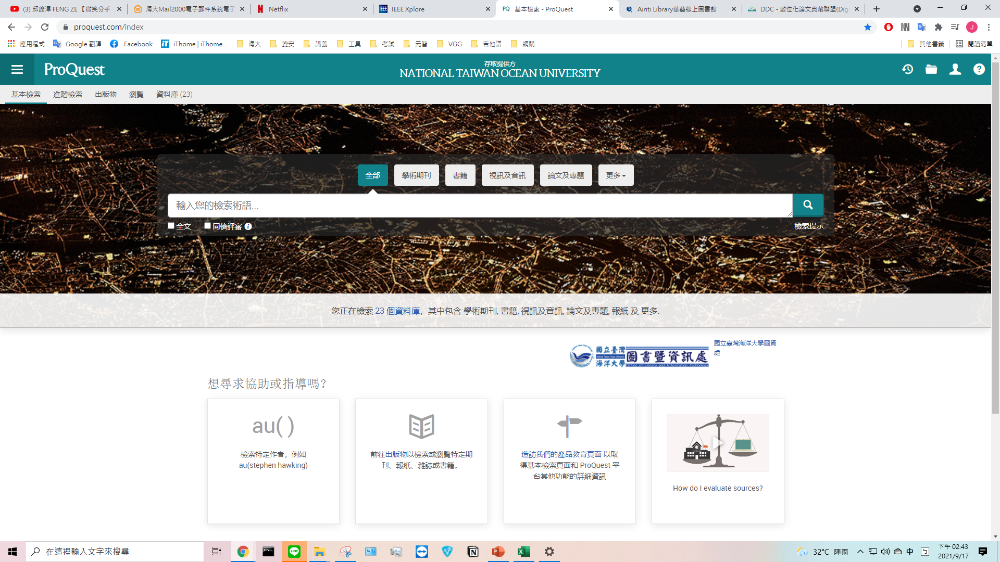 (3) 邱鋒澤 FENG ZE 【微笑分手
海大Mail2000電子郵件系統電子
Netflix
IEEE Xplore
基本檢索 - ProQuest
Airiti Library華藝線上圖書館
DDC - 數位化論文典藏聯盟(Digi
proquest.com/index
應用程式
Google 翻譯
Facebook
iThome | iThome...
海大
資安
講義
工具
考試
元智
VGG
吉他譜
網購
其他書籤
閱讀清單
ProQuest
存取提供方
NATIONAL TAIWAN OCEAN UNIVERSITY
基本檢索
進階檢索
出版物
瀏覽
資料庫 (23)
全部
學術期刊
書籍
視訊及音訊
論文及專題
更多
輸入您的檢索術語...
全文
同儕評審
檢索提示
您正在檢索 23 個資料庫，其中包含 學術期刊, 書籍, 視訊及音訊, 論文及專題, 報紙 及 更多.
國立臺灣
海洋大學
圖書暨資訊處
Office of Library and Information Technology
國立臺灣海洋大學圖資
處
想尋求協助或指導嗎?
au( )
檢索特定作者，例如
au(stephen hawking)
前往出版物以檢索或瀏覽特定期
刊、報紙、雜誌或書籍。
造訪我們的產品教育頁面 以取
得基本檢索頁面和 ProQuest 平
台其他功能的詳細資訊
How do I evaluate sources?
在這裡輸入文字來搜尋
32°C 陣雨
中
下午 02:43
2021/9/17